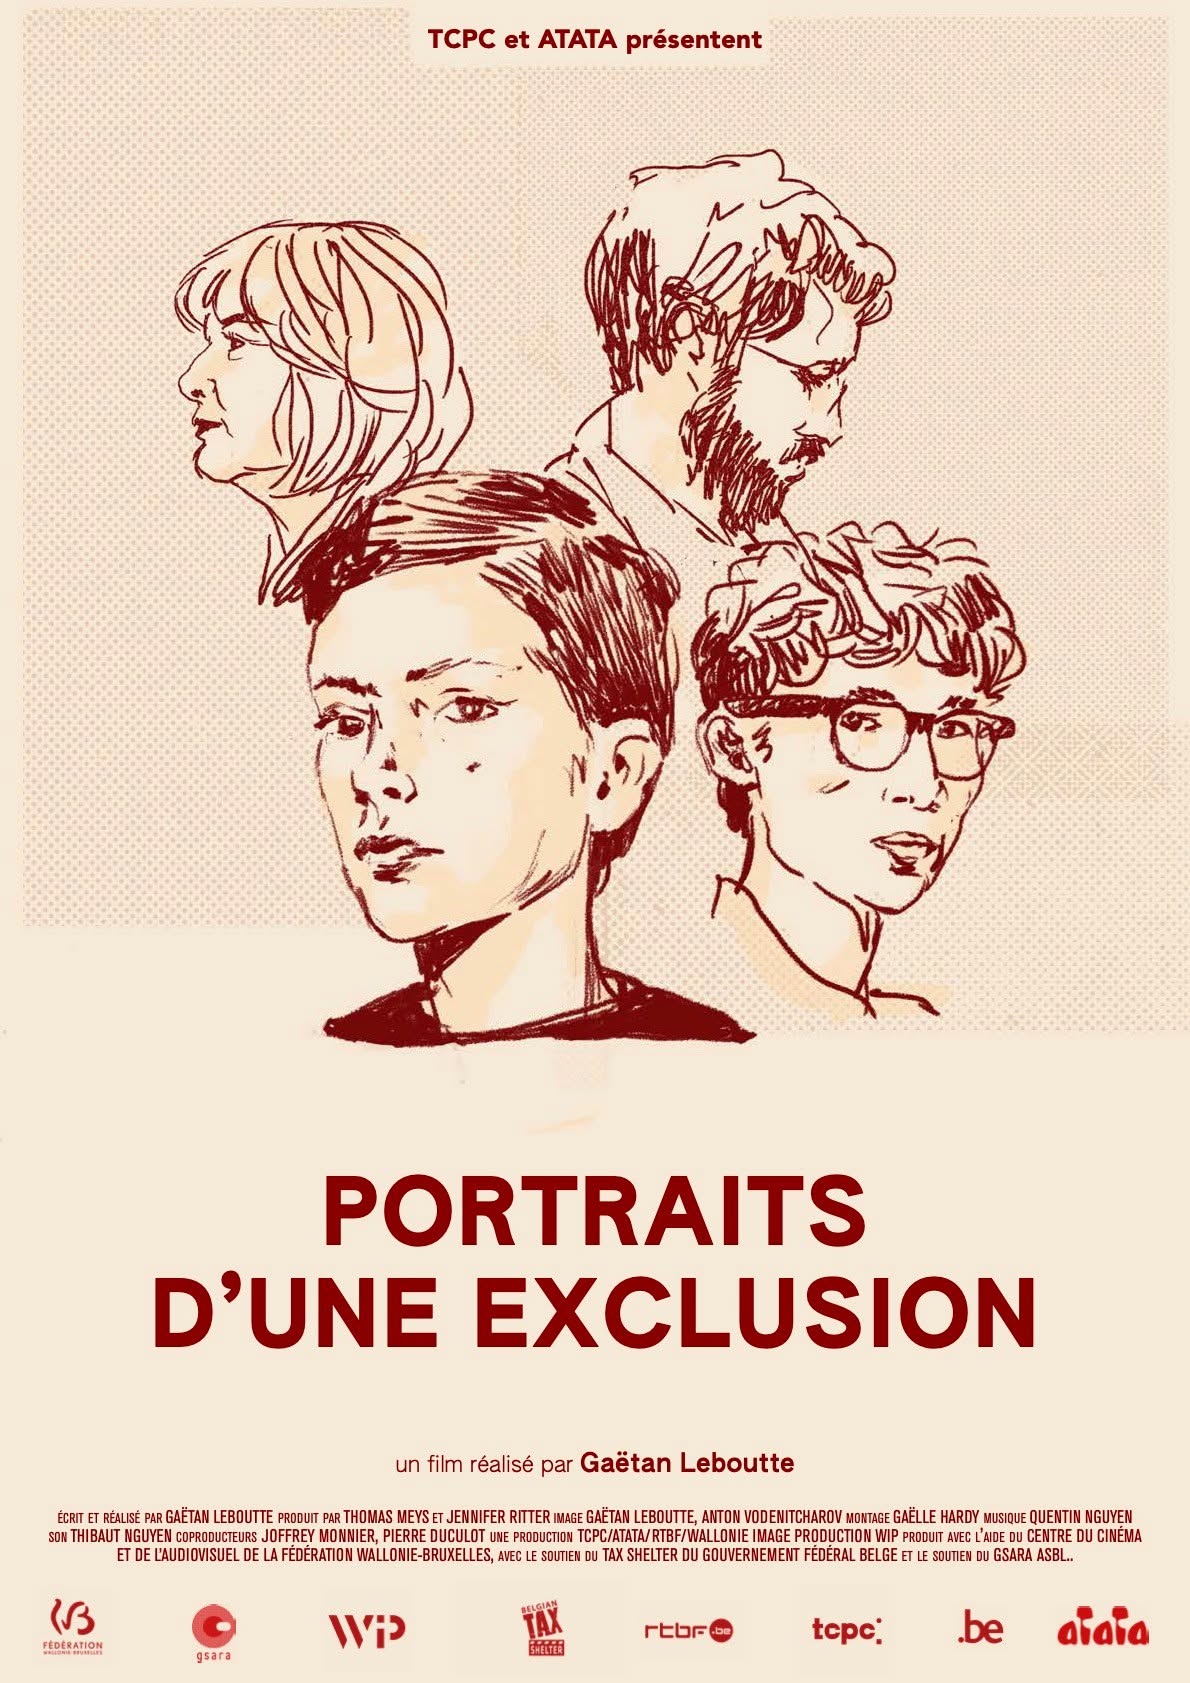 TCPC et ATATA présentent
PORTRAITS
D'UNE EXCLUSION
un film réalisé par Gaëtan Leboutte
ÉCRIT ET RÉALISÉ PAR GAËTAN LEBOUTTE PRODUIT PAR THOMAS MEYS ET JENNIFER RITTER IMAGE GAËTAN LEBOUTTE, ANTON VODENITCHAROV MONTAGE GAËLLE HARDY MUSIQUE QUENTIN NGUYEN
SON THIBAUT NGUYEN COPRODUCTEURS JOFFREY MONNIER, PIERRE DUCULOT UNE PRODUCTION TCPC/ATATA/RTBF/WALLONIE IMAGE PRODUCTION WIP PRODUIT AVEC L'AIDE DU CENTRE DU CINÉMA
ET DE L'AUDIOVISUEL DE LA FÉDÉRATION WALLONIE-BRUXELLES, AVEC LE SOUTIEN DU TAX SHELTER DU GOUVERNEMENT FÉDÉRAL BELGE ET LE SOUTIEN DU GSARA ASBL..
FÉDÉRATION
WALLONIE-BRUXELLES
gsara
WIP
BELGIAN
TAX
SHELTER
rtbf.be
tcpc:
.be
atata